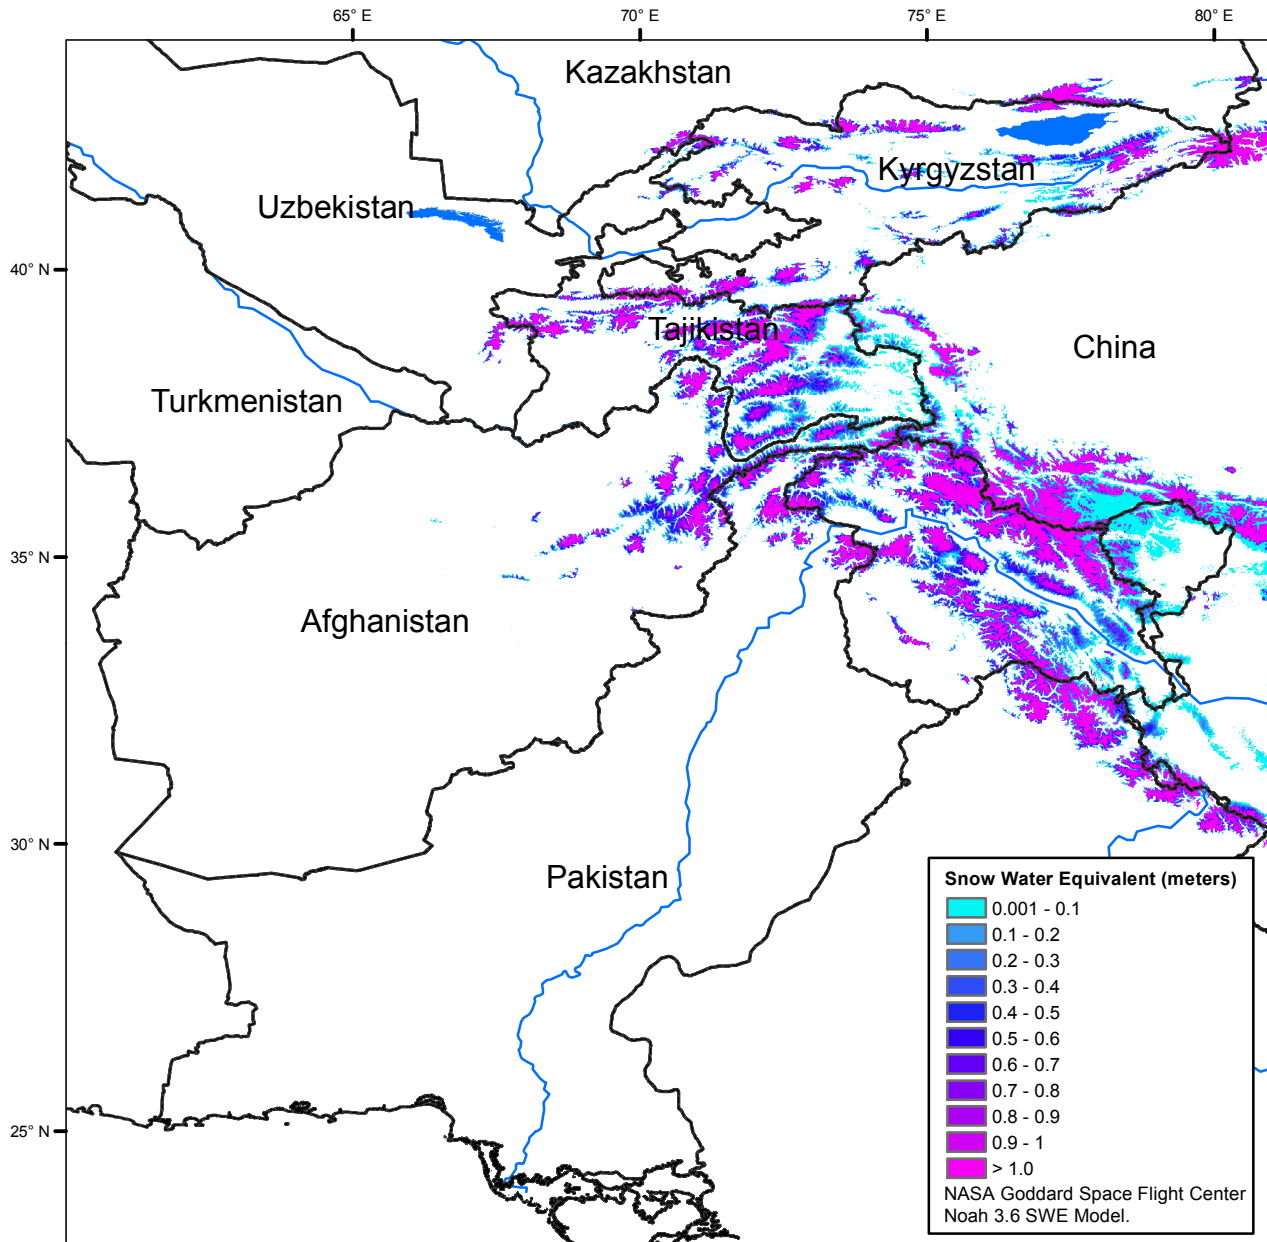 65° E
70° E
75° E
80° E
Kazakhstan
Kyrgyzstan
Uzbekistan
40° N
Tajikistan
China
Turkmenistan
35° N
Afghanistan
30° N
Pakistan
25° N
Snow Water Equivalent (meters)
0.001 - 0.1
0.1 - 0.2
0.2 - 0.3
0.3 - 0.4
0.4 - 0.5
0.5 - 0.6
0.6 - 0.7
0.7 - 0.8
0.8 - 0.9
0.9 - 1
> 1.0
NASA Goddard Space Flight Center
Noah 3.6 SWE Model.